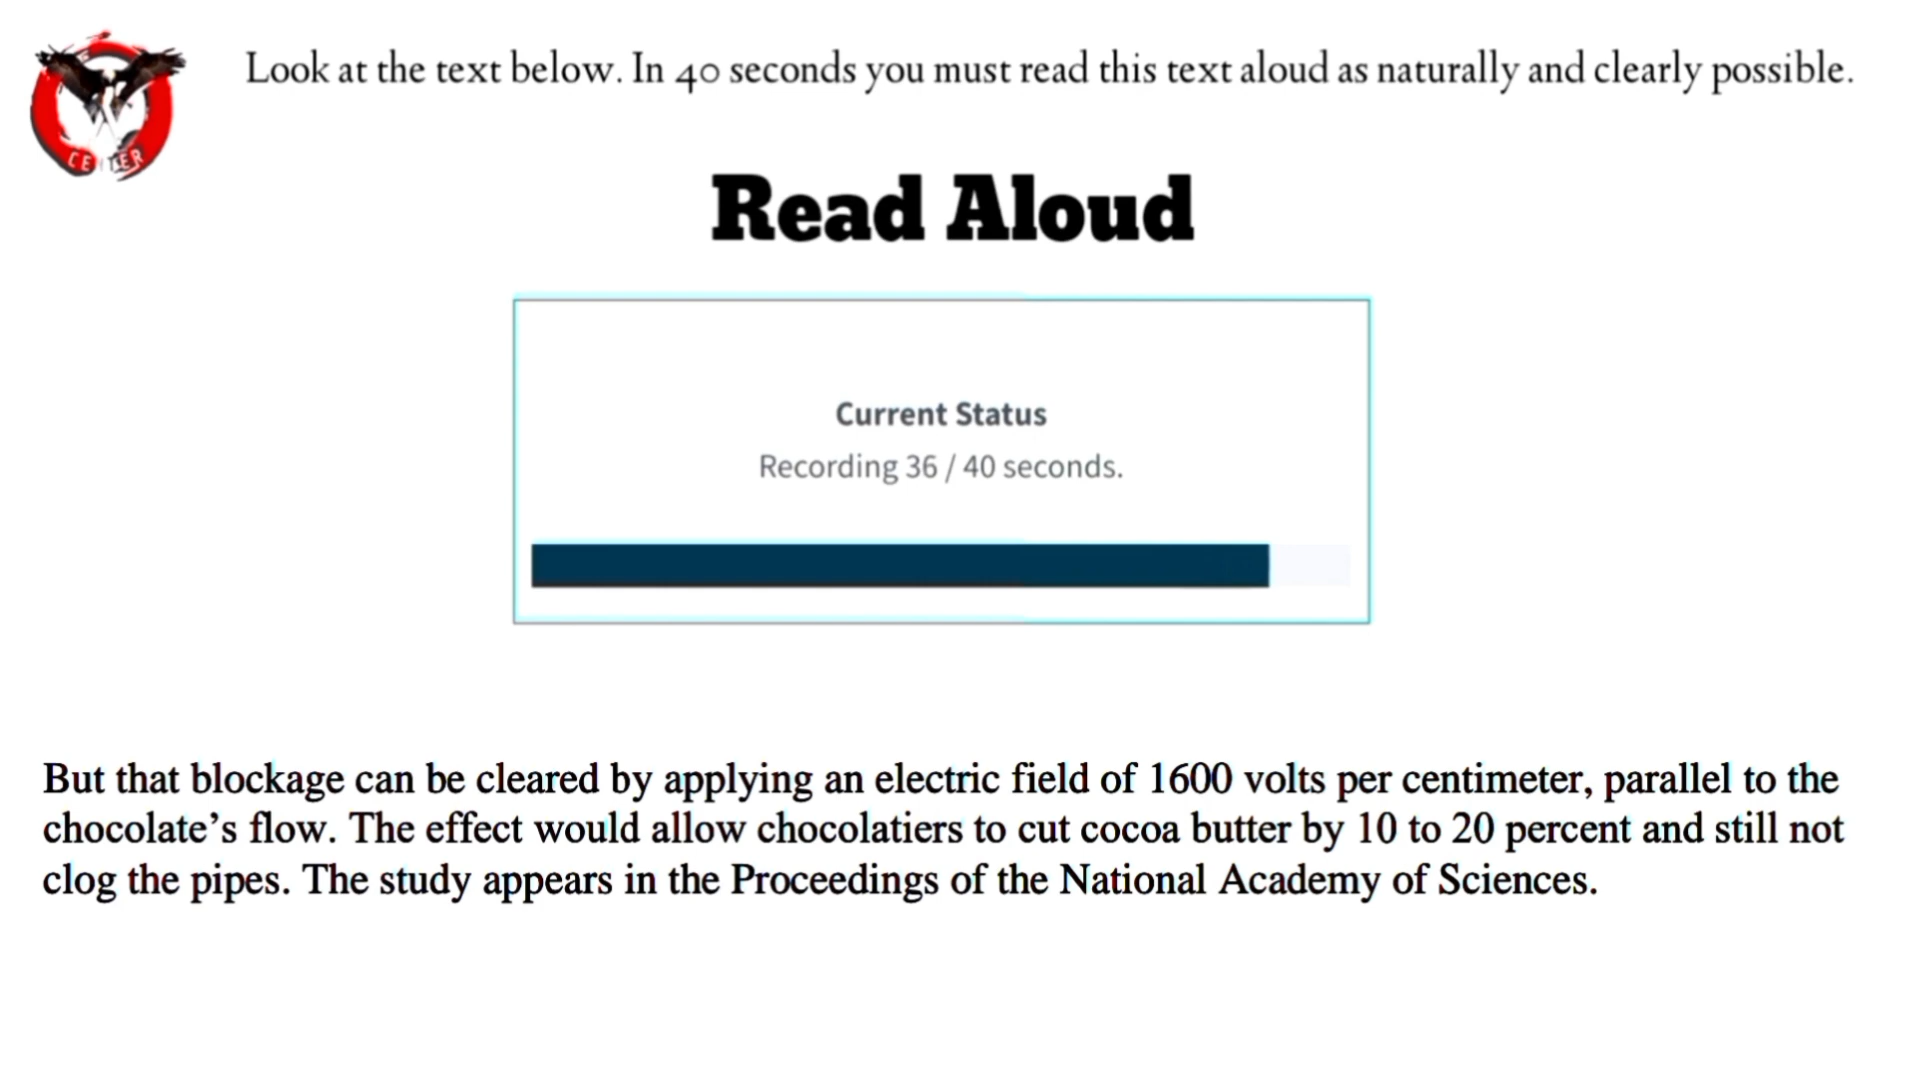 Look at the text below. In 40 seconds you must read this text aloud as naturally and clearly possible.
CENTER
Read Aloud
Current Status
Recording 36 / 40 seconds.
But that blockage can be cleared by applying an electric field of 1600 volts per centimeter, parallel to the
chocolate’s flow. The effect would allow chocolatiers to cut cocoa butter by 10 to 20 percent and still not
clog the pipes. The study appears in the Proceedings of the National Academy of Sciences.